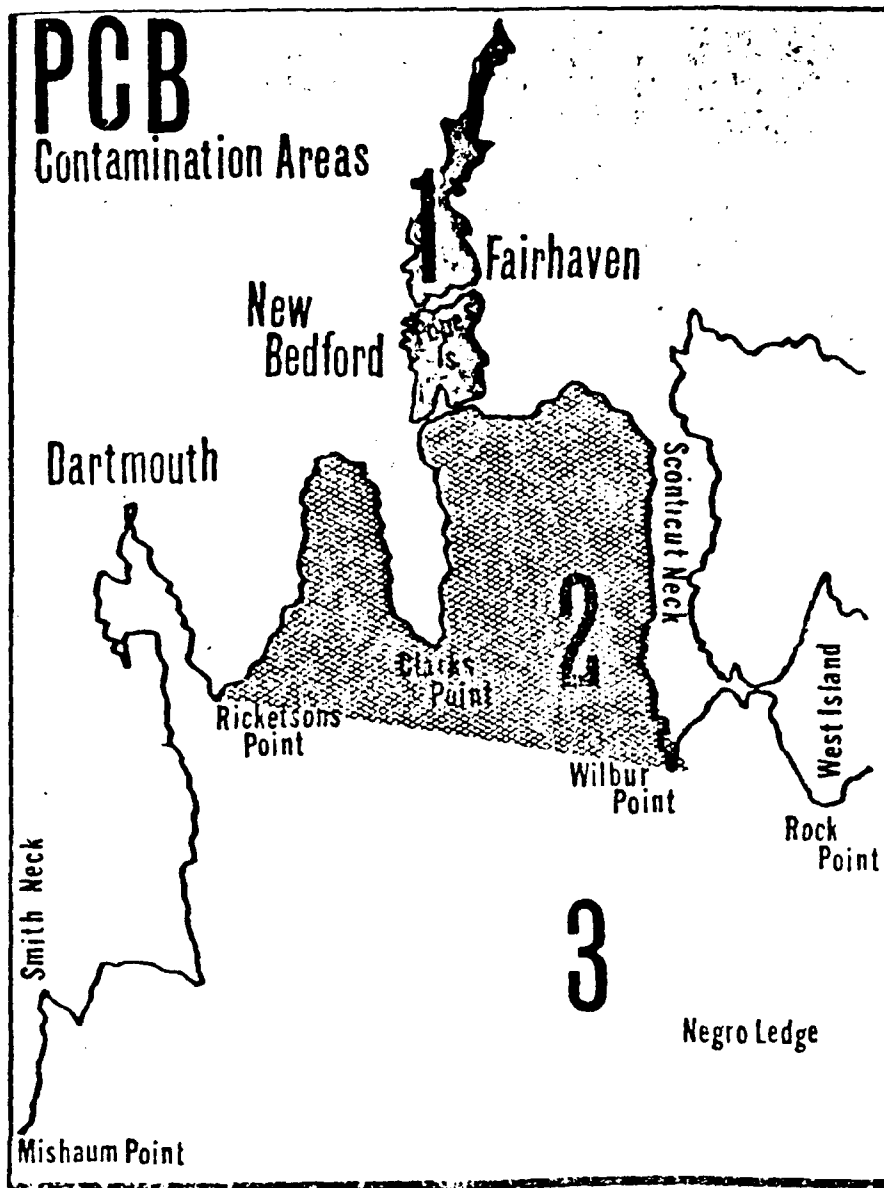 PCB
Contamination Areas
1
Fairhaven
New
Bedford
Popes
Is.
Dartmouth
Sconticut Neck
2
Clarks
Point
Ricketsons
Point
West Island
Wilbur
Point
Rock
Point
Smith Neck
3
Negro Ledge
Mishaum Point